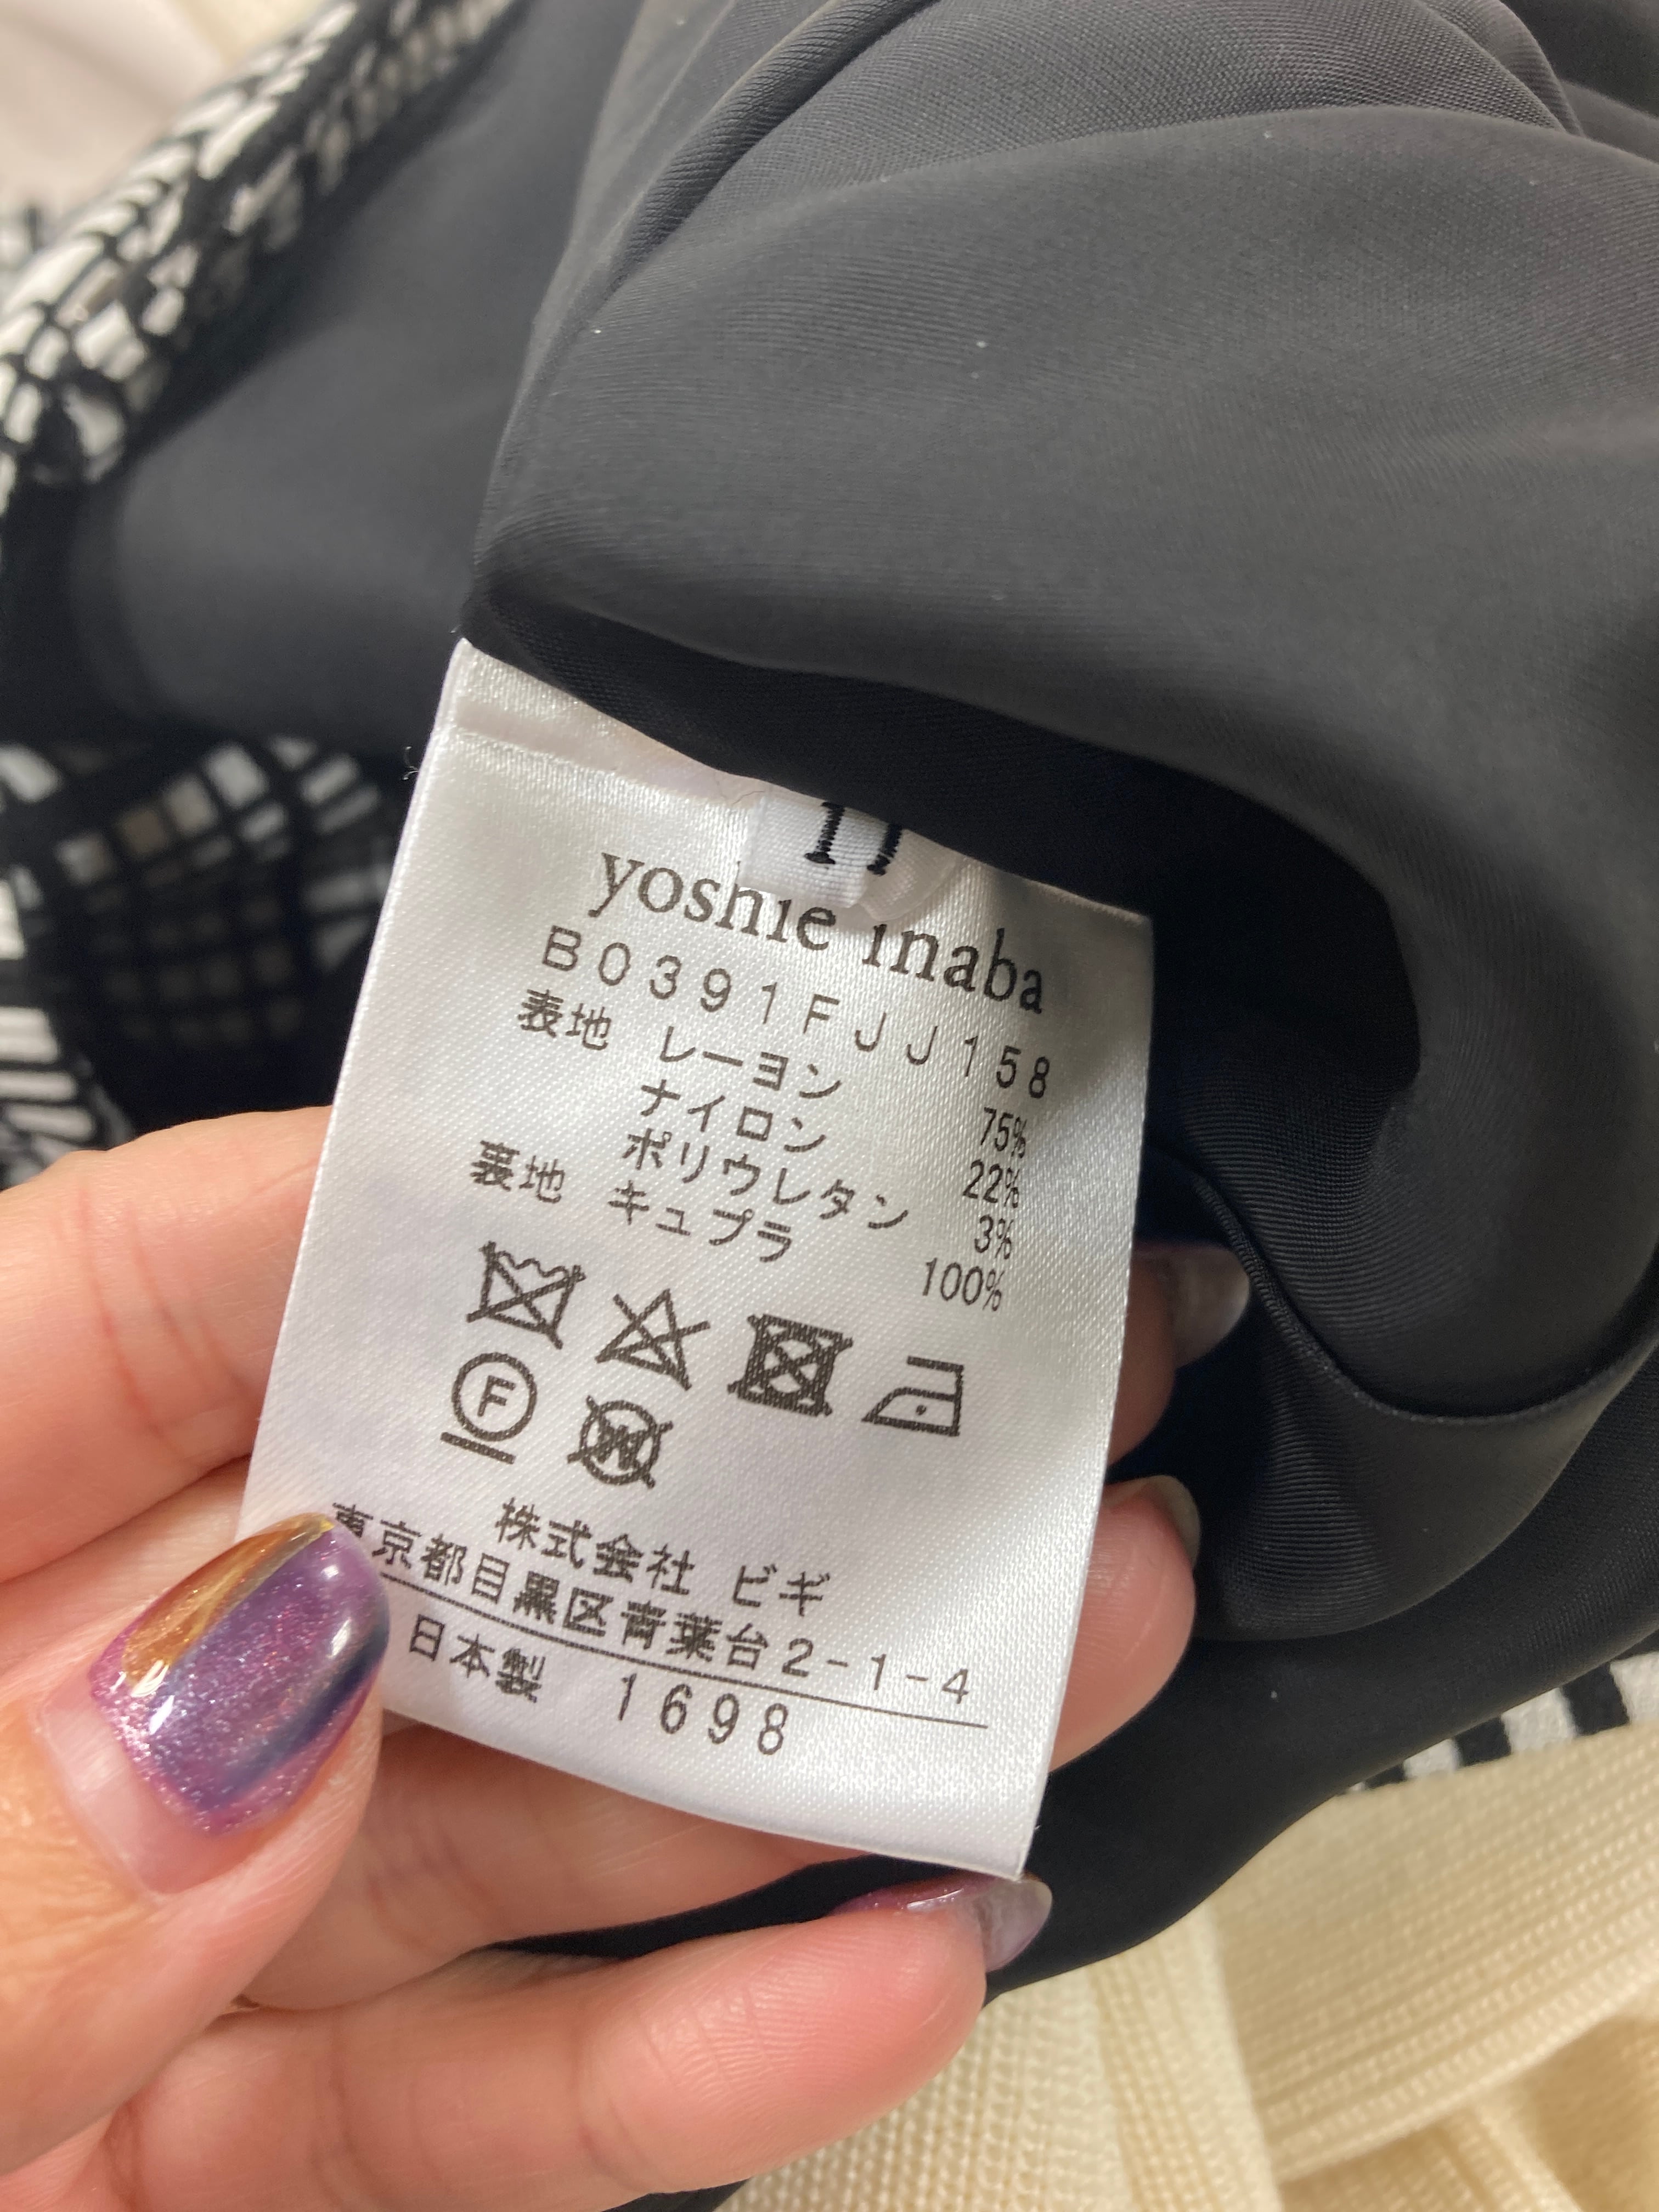 11
yoshie inaba
B0391FJJ158
表地 レーヨン 75%
ナイロン 22%
ポリウレタン 3%
裏地 キュプラ 100%
F
W
株式会社 ビギ
東京都目黒区青葉台2-1-4
日本製 1698